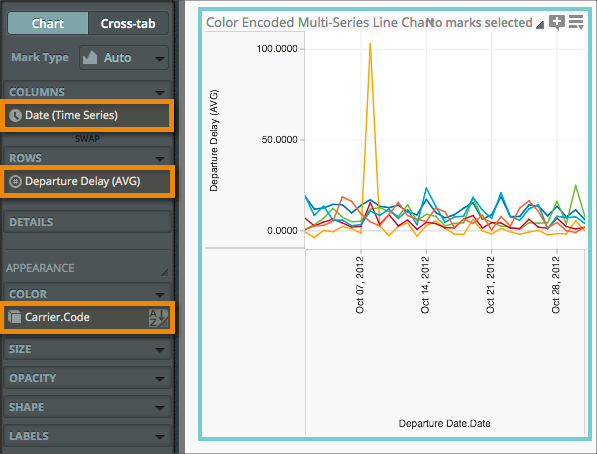 Chart
Cross-tab
Mark Type
Auto
COLUMNS
Date (Time Series)
SWAP
ROWS
Departure Delay (AVG)
DETAILS
APPEARANCE
COLOR
Carrier.Code
A
Z
SIZE
OPACITY
SHAPE
LABELS
Color Encoded Multi-Series Line Char
No marks selected
Departure Delay (AVG)
100.0000
50.0000
0.0000
Oct 07, 2012
Oct 14, 2012
Oct 21, 2012
Oct 28, 2012
Departure Date.Date